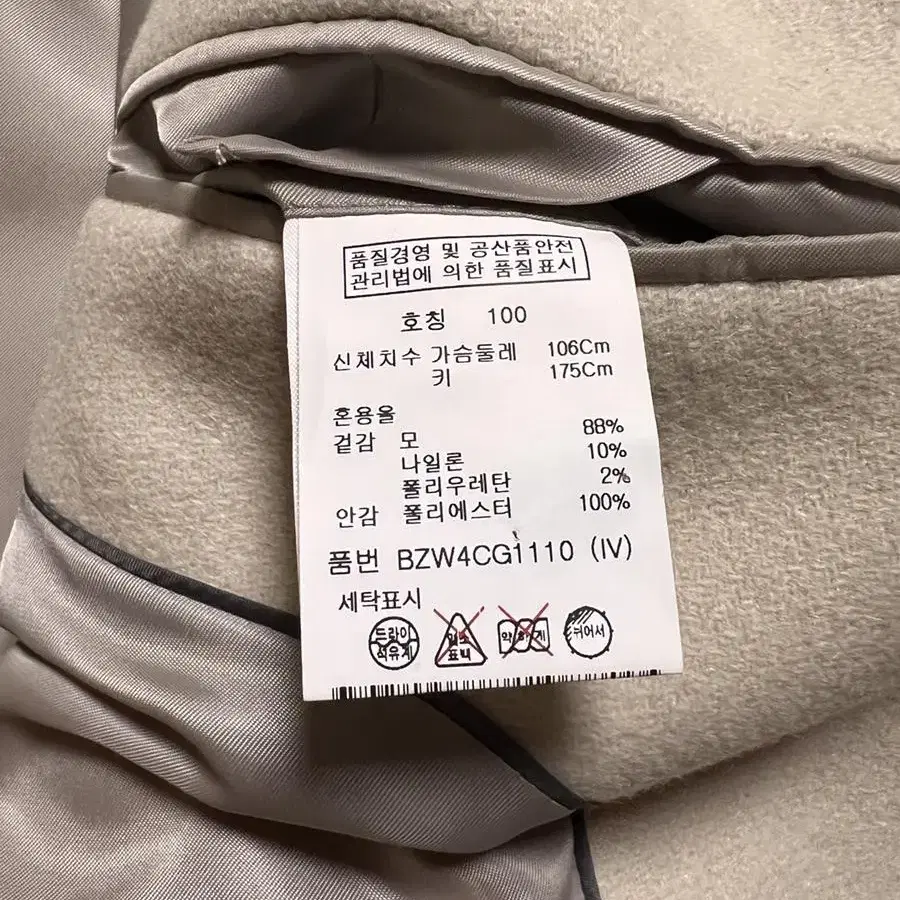 품질경영 및 공산품안전
관리법에 의한 품질표시
호칭 100
신체치수 가슴둘레 106Cm
키 175Cm
혼용율
겉감 모 88%
나일론 10%
폴리우레탄 2%
안감 폴리에스터 100%
품번 BZW4CG1110 (IV)
세탁표시
드라이
석유계
표백
약하게
뉘어서